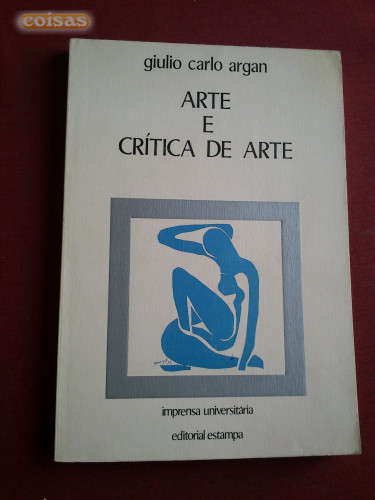 coisas
giulio carlo argan
ARTE
E
CRÍTICA DE ARTE
imprensa universitária
editorial estampa